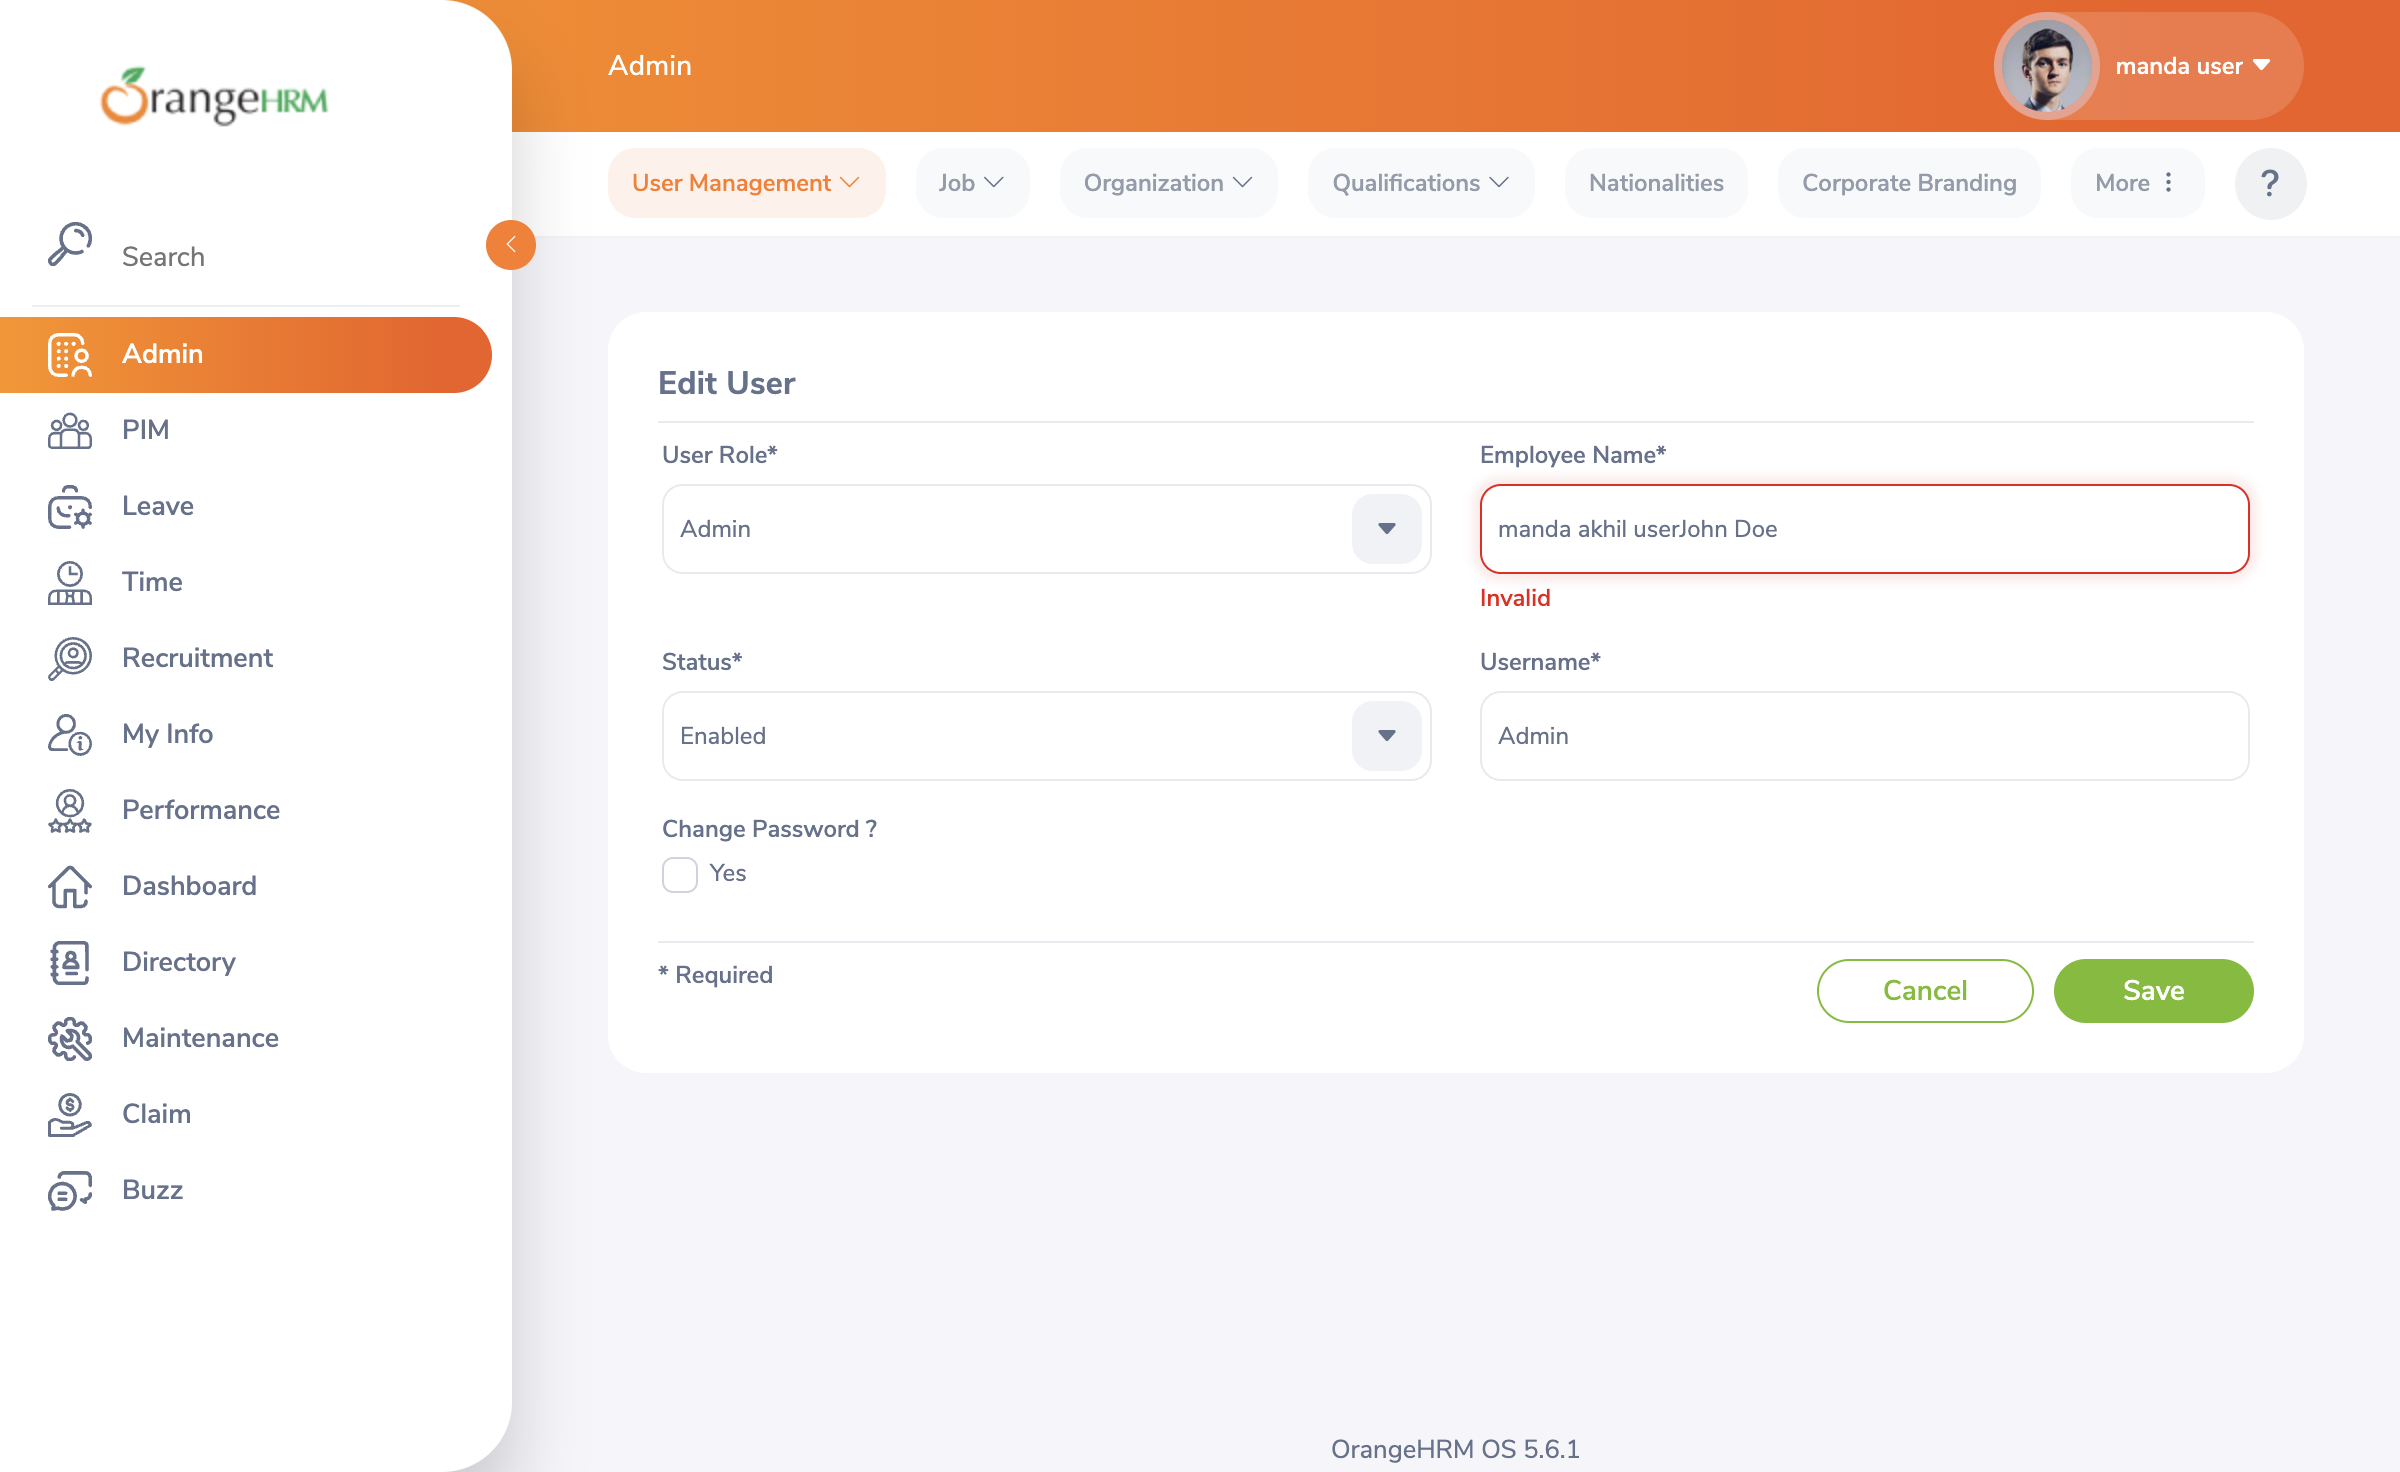 OrangeHRM
Search
Admin
PIM
Leave
Time
Recruitment
My Info
Performance
Dashboard
Directory
Maintenance
Claim
Buzz
Admin
manda user
User Management
Job
Organization
Qualifications
Nationalities
Corporate Branding
More
?
Edit User
User Role*
Admin
Employee Name*
manda akhil userJohn Doe
Invalid
Status*
Enabled
Username*
Admin
Change Password ?
Yes
* Required
Cancel
Save
OrangeHRM OS 5.6.1